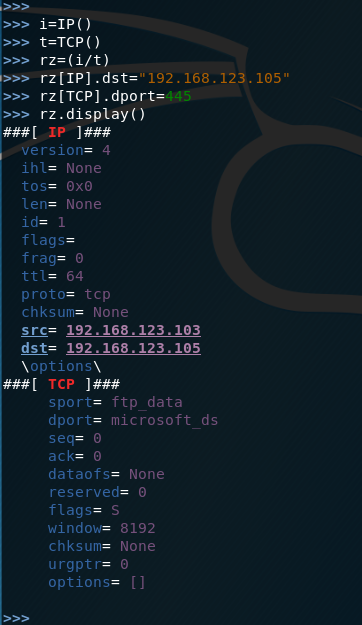 >>>
>>> i=IP()
>>> t=TCP()
>>> rz=(i/t)
>>> rz[IP].dst="192.168.123.105"
>>> rz[TCP].dport=445
>>> rz.display()
###[ IP ]###
  version= 4
  ihl= None
  tos= 0x0
  len= None
  id= 1
  flags=
  frag= 0
  ttl= 64
  proto= tcp
  chksum= None
  src= 192.168.123.103
  dst= 192.168.123.105
  \options\
###[ TCP ]###
     sport= ftp_data
     dport= microsoft_ds
     seq= 0
     ack= 0
     dataofs= None
     reserved= 0
     flags= S
     window= 8192
     chksum= None
     urgptr= 0
     options= []
>>>